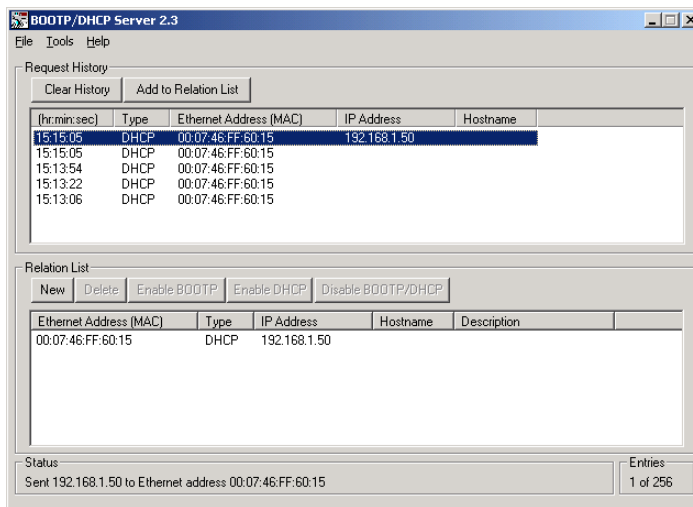 BOOTP/DHCP Server 2.3
File Tools Help
Request History
Clear History Add to Relation List
(hr:min:sec) Type Ethernet Address (MAC) IP Address Hostname
15:15:05 DHCP 00:07:46:FF:60:15 192.168.1.50
15:15:05 DHCP 00:07:46:FF:60:15
15:13:54 DHCP 00:07:46:FF:60:15
15:13:22 DHCP 00:07:46:FF:60:15
15:13:06 DHCP 00:07:46:FF:60:15
Relation List
New Delete Enable BOOTP Enable DHCP Disable BOOTP/DHCP
Ethernet Address (MAC) Type IP Address Hostname Description
00:07:46:FF:60:15 DHCP 192.168.1.50
Status Entries
Sent 192.168.1.50 to Ethernet address 00:07:46:FF:60:15 1 of 256